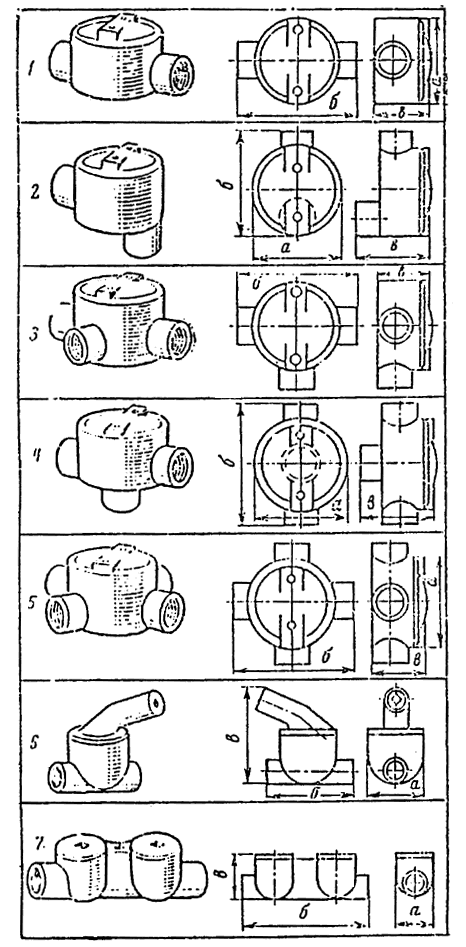 1 б в а
2 б а в
3 б в
4 б а в
5 б в а
6 в б а
7. в б а